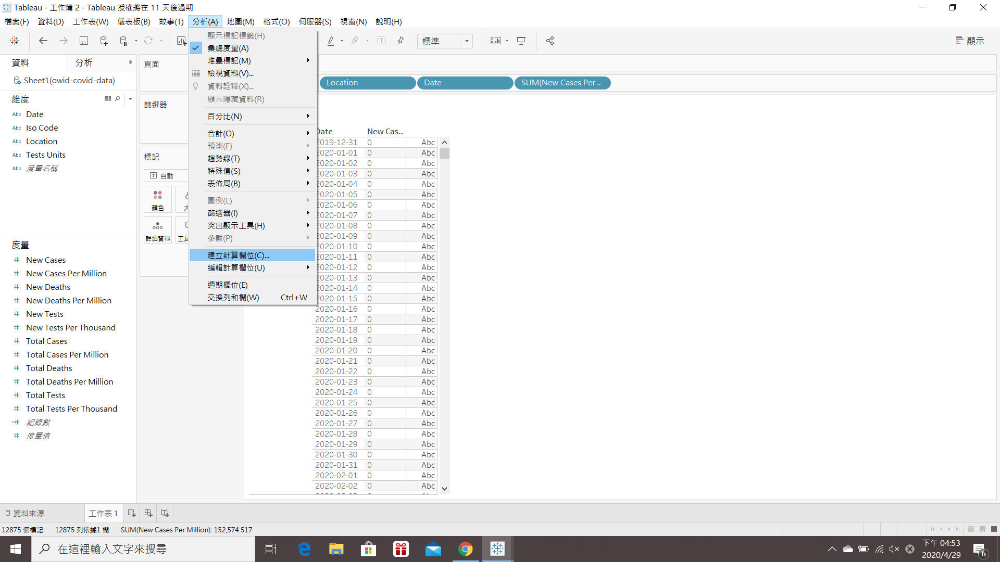 Tableau - 工作簿 2 - Tableau 授權將在 11 天後過期
檔案(F) 資料(D) 工作表(W) 儀表板(B) 故事(T) 分析(A) 地圖(M) 格式(O) 伺服器(S) 視窗(N) 說明(H)
標準
顯示
資料
分析
Sheet1(owid-covid-data)
維度
Abc Date
Abc Iso Code
Abc Location
Abc Tests Units
Abc 度量名稱
度量
New Cases
New Cases Per Million
New Deaths
New Deaths Per Million
New Tests
New Tests Per Thousand
Total Cases
Total Cases Per Million
Total Deaths
Total Deaths Per Million
Total Tests
Total Tests Per Thousand
記錄數
度量值
頁面
篩選器
標記
自動
顏色
詳細資料
顯示標記標籤(H)
彙總度量(A)
堆疊標記(M)
檢視資料(V)...
資料詮釋(X)...
顯示隱藏資料(R)
百分比(N)
合計(O)
預測(F)
趨勢線(T)
特殊值(S)
表佈局(B)
圖例(L)
篩選器(I)
突出顯示工具(H)
參數(P)
建立計算欄位(C)...
編輯計算欄位(U)
週期欄位(E)
交換列和欄(W) Ctrl+W
Location
Date
SUM(New Cases Per ..
Date New Cas..
2019-12-31 0 Abc
2020-01-01 0 Abc
2020-01-02 0 Abc
2020-01-03 0 Abc
2020-01-04 0 Abc
2020-01-05 0 Abc
2020-01-06 0 Abc
2020-01-07 0 Abc
2020-01-08 0 Abc
2020-01-09 0 Abc
2020-01-10 0 Abc
2020-01-11 0 Abc
2020-01-12 0 Abc
2020-01-13 0 Abc
2020-01-14 0 Abc
2020-01-15 0 Abc
2020-01-16 0 Abc
2020-01-17 0 Abc
2020-01-18 0 Abc
2020-01-19 0 Abc
2020-01-20 0 Abc
2020-01-21 0 Abc
2020-01-22 0 Abc
2020-01-23 0 Abc
2020-01-24 0 Abc
2020-01-25 0 Abc
2020-01-26 0 Abc
2020-01-27 0 Abc
2020-01-28 0 Abc
2020-01-29 0 Abc
2020-01-30 0 Abc
2020-01-31 0 Abc
2020-02-01 0 Abc
2020-02-02 0 Abc
資料來源
工作表 1
12875 個標記 12875 列依據1 欄 SUM(New Cases Per Million): 152,574.517
在這裡輸入文字來搜尋
下午 04:53
2020/4/29
6